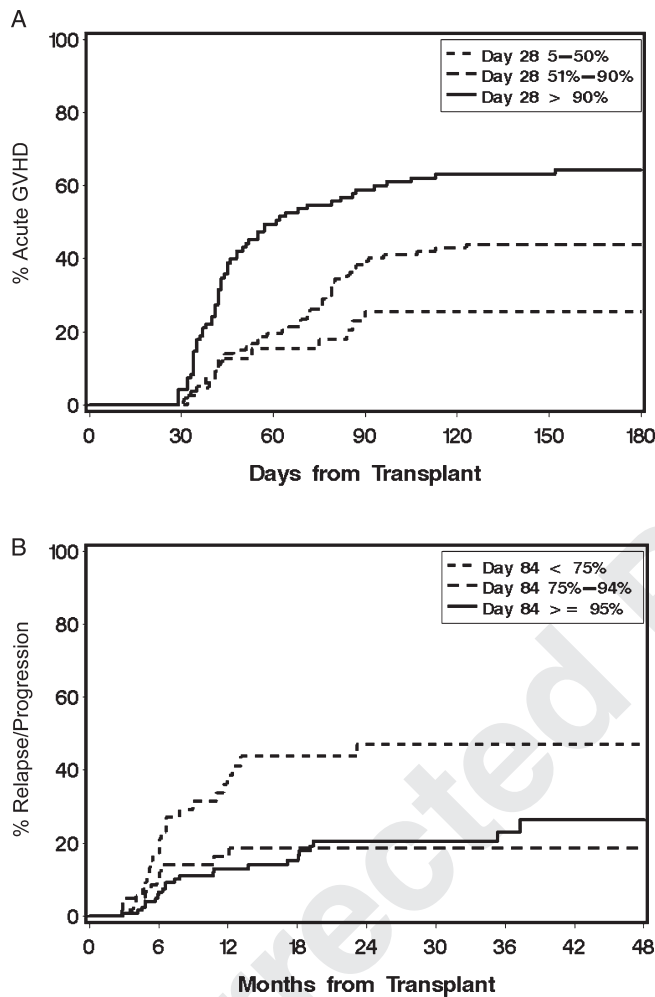 A
100
80
60
40
20
0
% Acute GVHD
Day 28 5–50%
Day 28 51%–90%
Day 28 > 90%
0 30 60 90 120 150 180
Days from Transplant
B
100
80
60
40
20
0
% Relapse/Progression
Day 84 < 75%
Day 84 75%–94%
Day 84 >= 95%
0 6 12 18 24 30 36 42 48
Months from Transplant